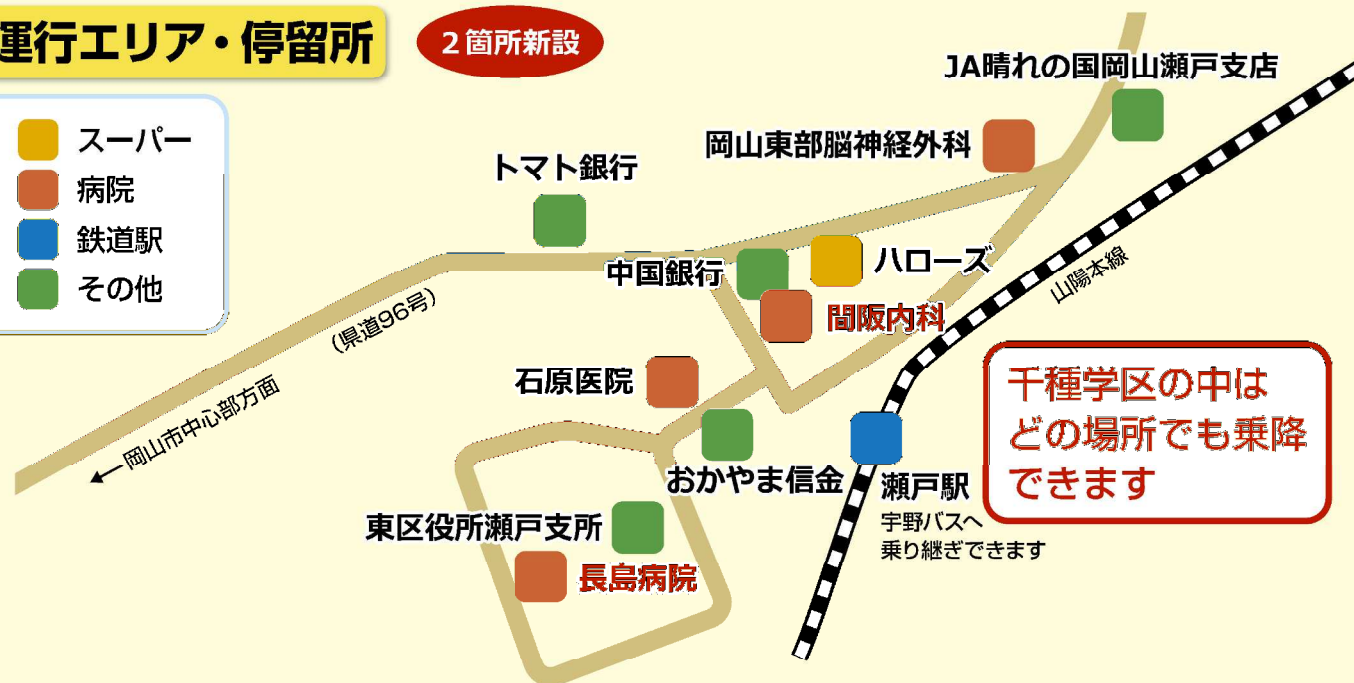 運行エリア・停留所
2箇所新設
スーパー
病院
鉄道駅
その他
JA晴れの国岡山瀬戸支店
岡山東部脳神経外科
トマト銀行
中国銀行
ハローズ
間阪内科
山陽本線
(県道96号)
←岡山市中心部方面
石原医院
おかやま信金
瀬戸駅
宇野バスへ
乗り継ぎできます
東区役所瀬戸支所
長島病院
千種学区の中は
どの場所でも乗降
できます